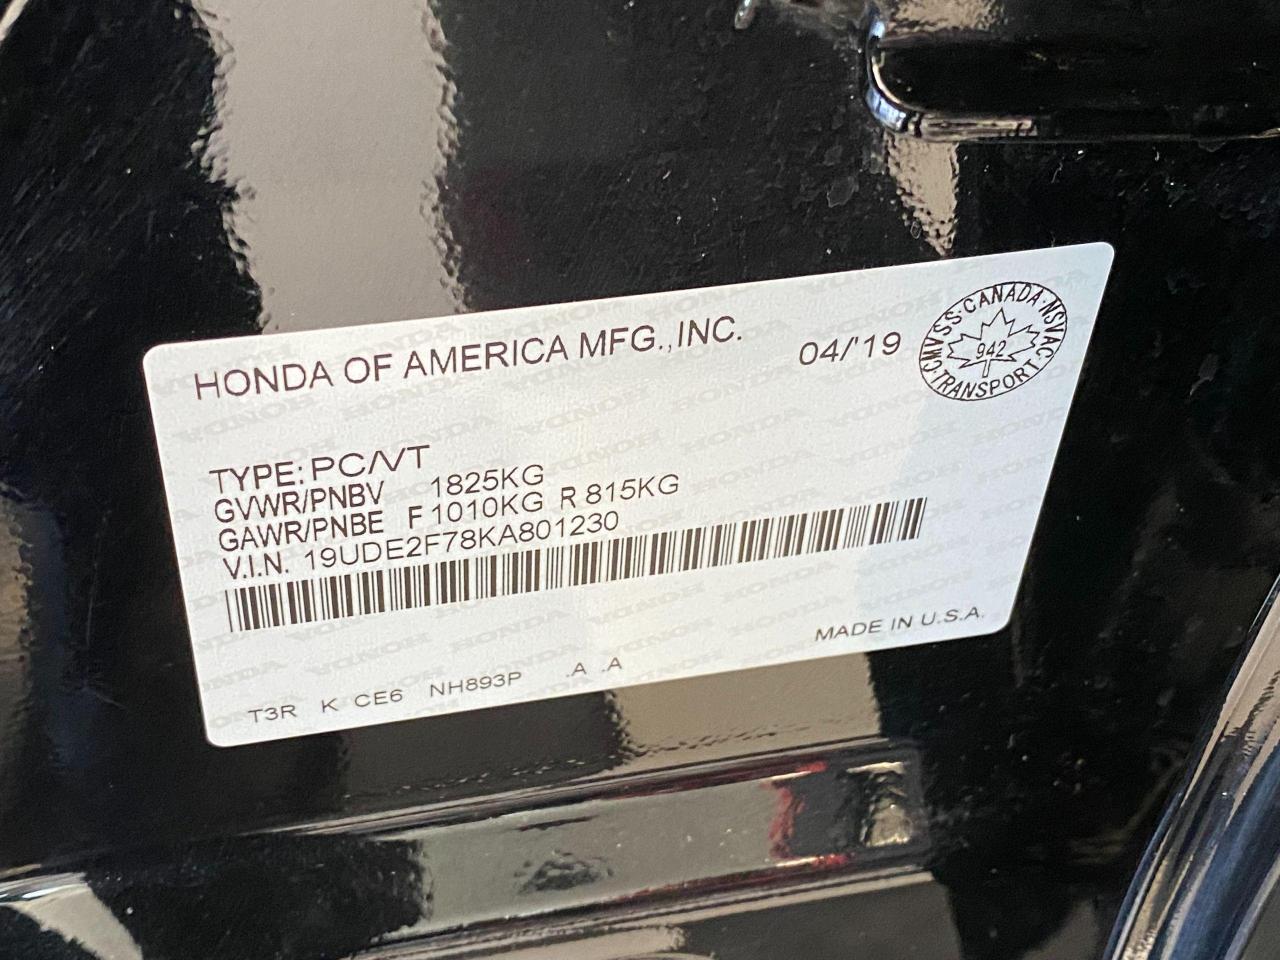 HONDA OF AMERICA MFG.,INC.
04/'19
CMVSS·CANADA·NSVAC·TRANSPORT·
942
TYPE: PC/VT
GVWR/PNBV 1825KG
GAWR/PNBE F 1010KG R 815KG
V.I.N. 19UDE2F78KA801230
MADE IN U.S.A.
T3R K CE6 NH893P .A .A